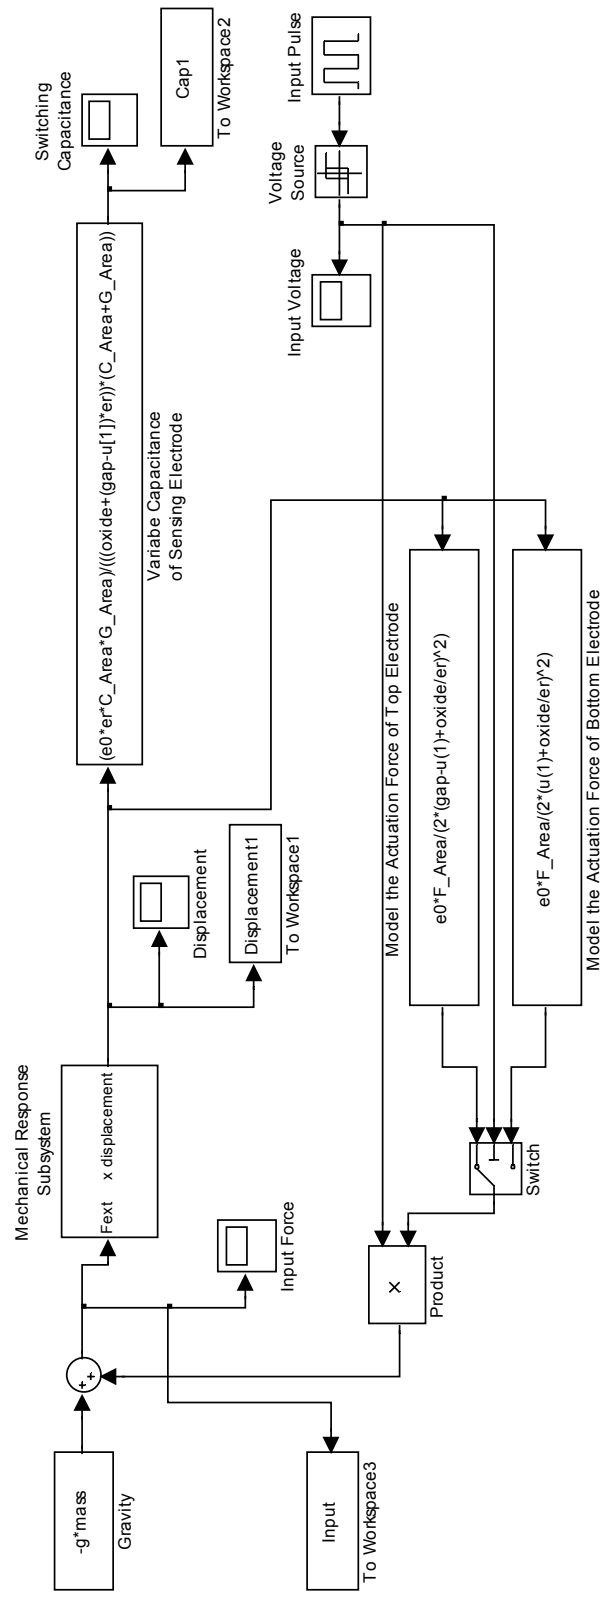 -g*mass
Gravity
Mechanical Response
Subsystem
Fext
x displacement
Input Force
Input
To Workspace3
Displacement
Displacement1
To Workspace1
(e0*er*C_Area*G_Area)/(((oxide+(gap-u[1])*er))*(C_Area+G_Area))
Variabe Capacitance
of Sensing Electrode
Switching
Capacitance
Cap1
To Workspace2
Input Pulse
Voltage
Source
Input Voltage
Model the Actuation Force of Top Electrode
e0*F_Area/(2*(gap-u(1)+oxide/er)^2)
e0*F_Area/(2*(u(1)+oxide/er)^2)
Model the Actuation Force of Bottom Electrode
Switch
Product